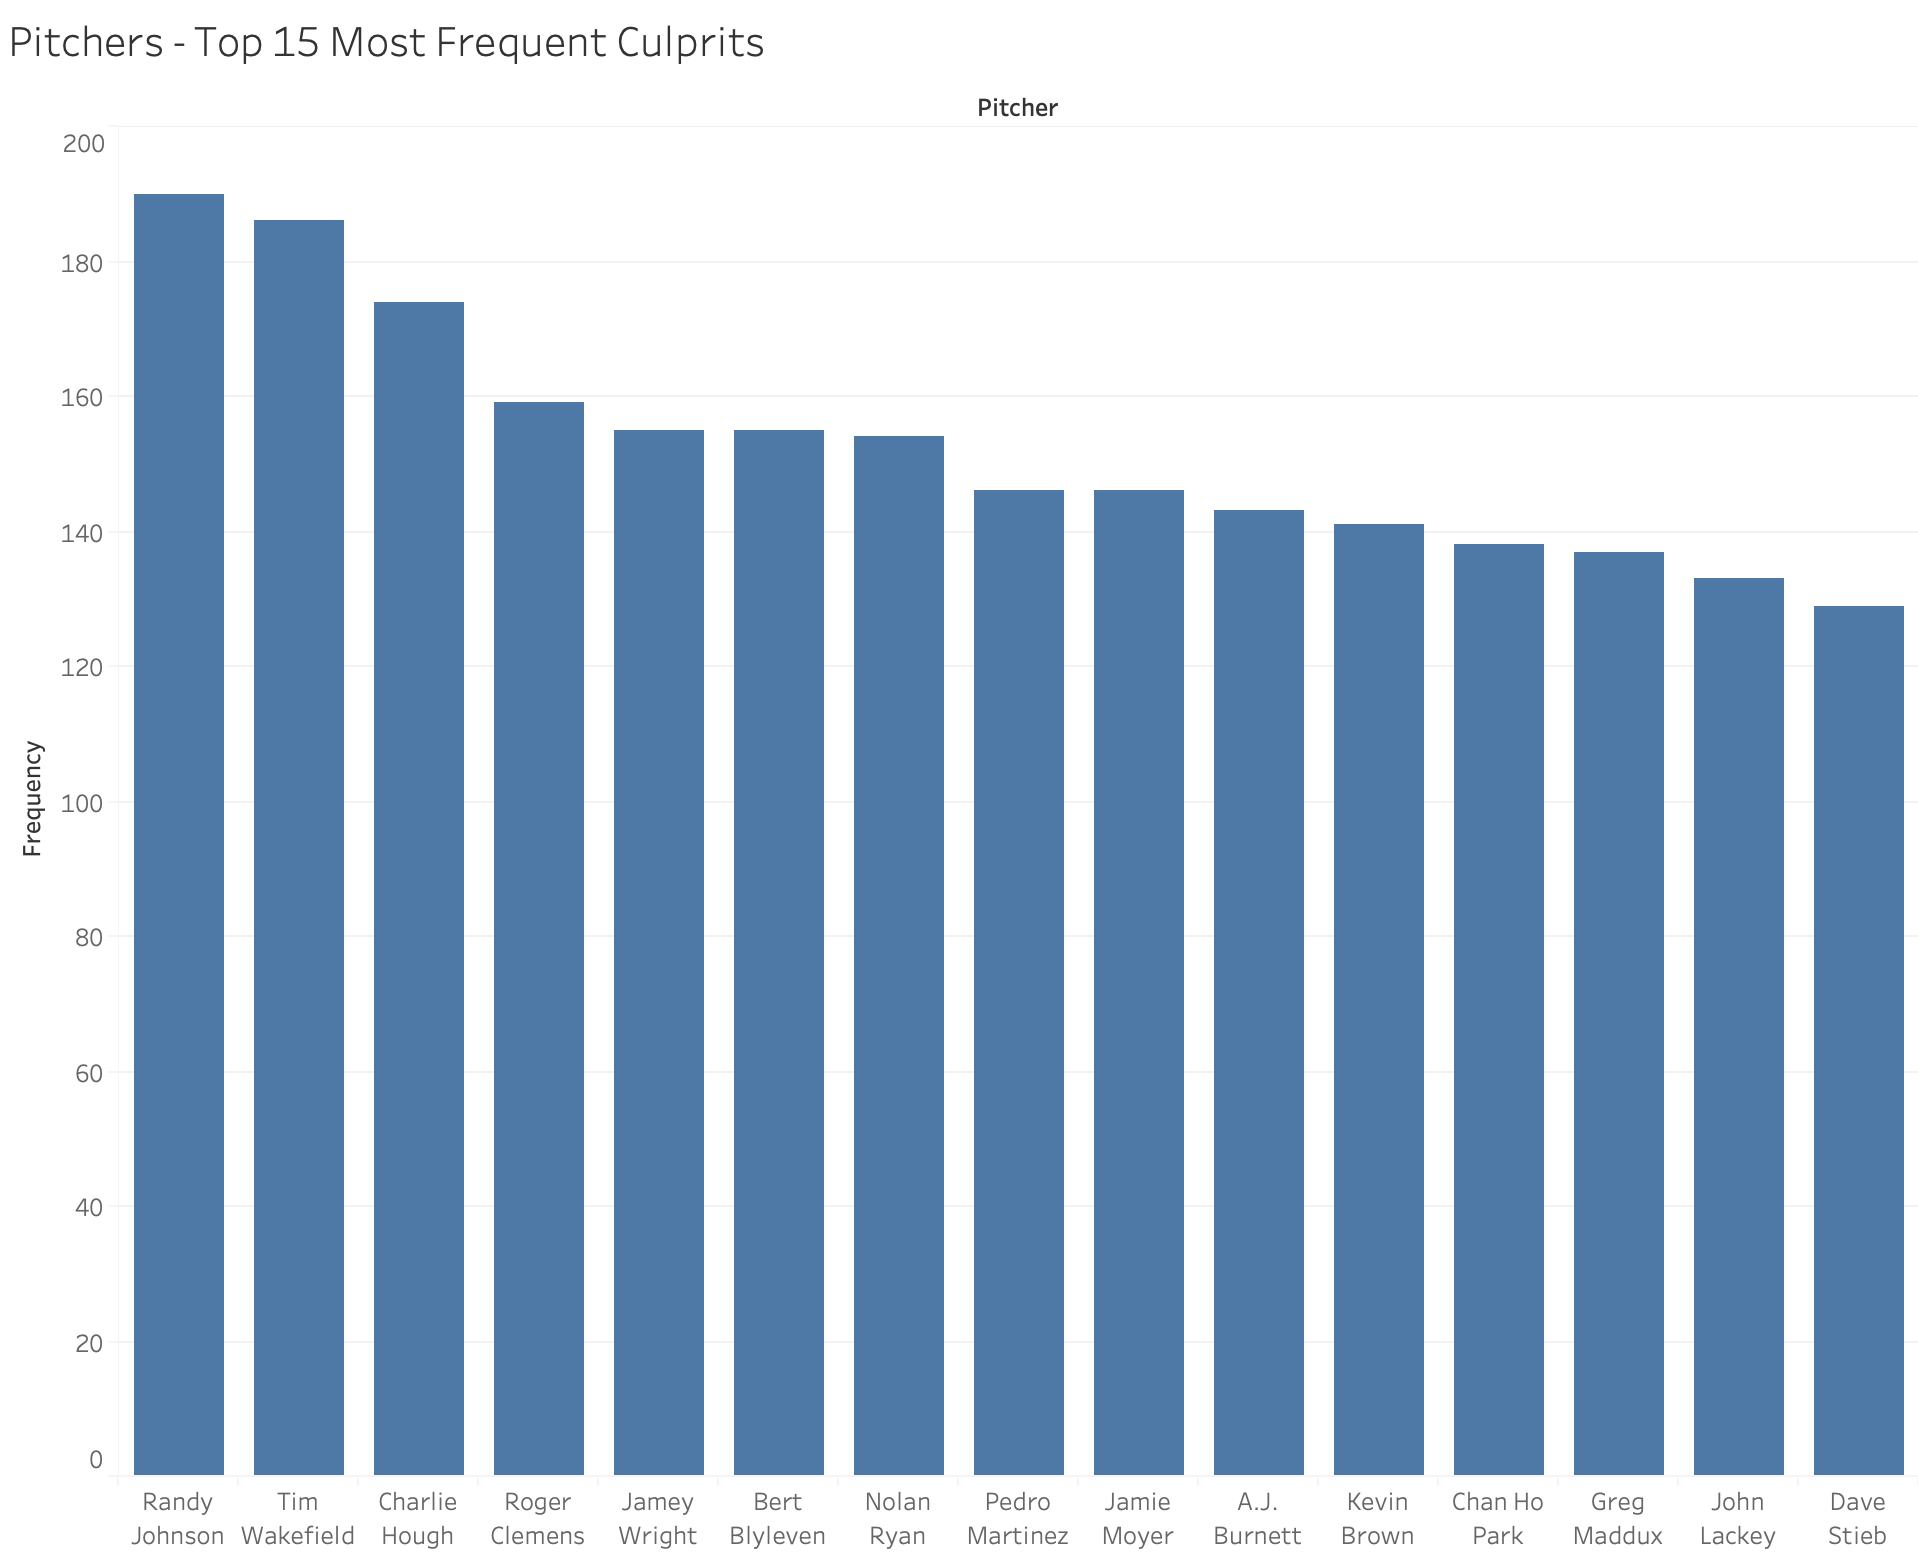 Pitchers - Top 15 Most Frequent Culprits
Pitcher
200
180
160
140
120
100
80
60
40
20
0
Frequency
Randy Johnson
Tim Wakefield
Charlie Hough
Roger Clemens
Jamey Wright
Bert Blyleven
Nolan Ryan
Pedro Martinez
Jamie Moyer
A.J. Burnett
Kevin Brown
Chan Ho Park
Greg Maddux
John Lackey
Dave Stieb